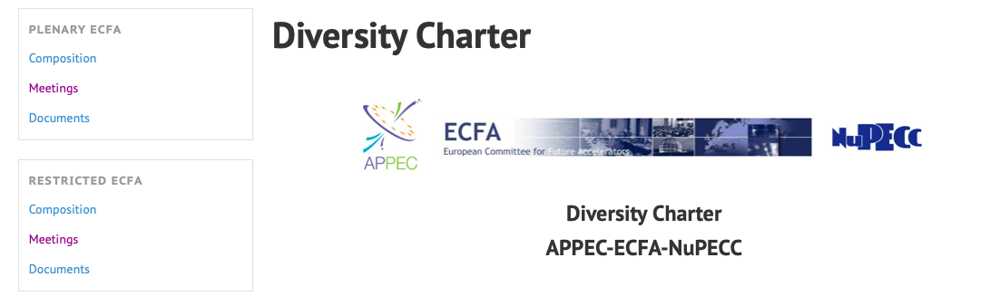 PLENARY ECFA
Composition
Meetings
Documents
RESTRICTED ECFA
Composition
Meetings
Documents
Diversity Charter
APPEC
ECFA
European Committee for Future Accelerators
NuPECC
Diversity Charter
APPEC-ECFA-NuPECC